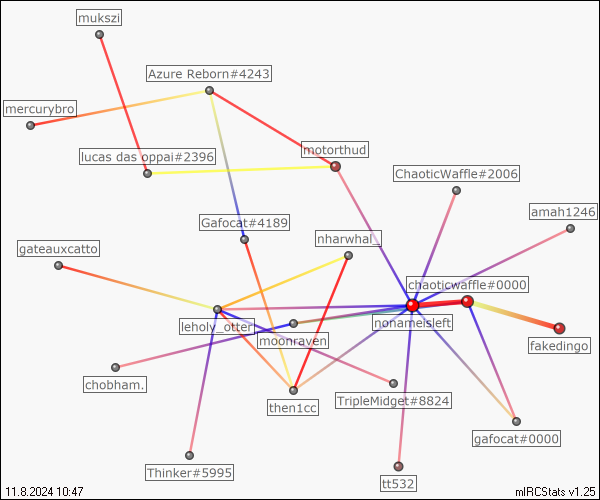 mukszi
Azure Reborn#4243
mercurybro
lucas das oppai#2396
motorthud
ChaoticWaffle#2006
amah1246
Gafocat#4189
nharwhal_
gateauxcatto
chaoticwaffle#0000
leholy_otter
nonameisleft
moonraven
fakedingo
chobham.
then1cc
TripleMidget#8824
gafocat#0000
Thinker#5995
tt532
11.8.2024 10:47
mIRCStats v1.25